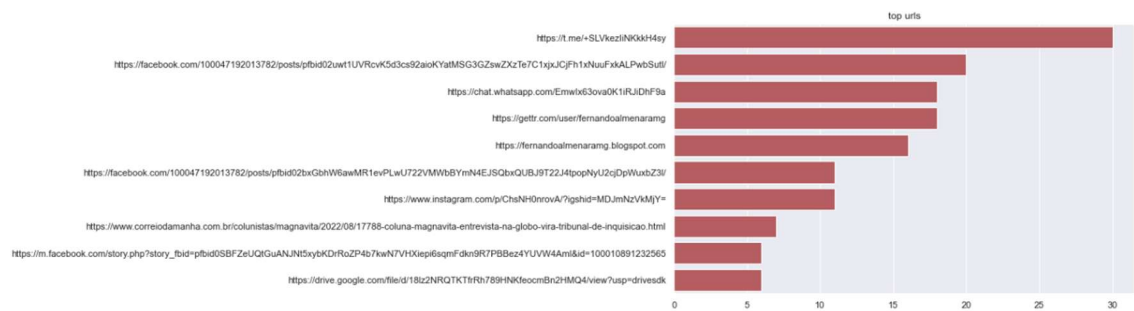 top urls
https://t.me/+SLVkezIiNKkkH4sy
https://facebook.com/100047192013782/posts/pfbid02uwt1UVRcvK5d3cs92aioKYatMSG3GZswZXzTe7C1xjxJCjFh1xNuuFxkALPwbSutl/
https://chat.whatsapp.com/Emwlx63ova0K1iRJiDhF9a
https://gettr.com/user/fernandoalmenaramg
https://fernandoalmenaramg.blogspot.com
https://facebook.com/100047192013782/posts/pfbid02bxGbhW6awMR1evPLwU722VMWbBYmN4EJSQbxQUBJ9T22J4tpopNyU2cjDpWuxbZ3l/
https://www.instagram.com/p/ChsNH0nrovA/?igshid=MDJmNzVkMjY=
https://www.correiodamanha.com.br/colunistas/magnavita/2022/08/17788-coluna-magnavita-entrevista-na-globo-vira-tribunal-de-inquisicao.html
https://m.facebook.com/story.php?story_fbid=pfbid0SBFZeUQtGuANJNt5xybKDrRoZP4b7kwN7VHXiepi6sqmFdkn9R7PBBez4YUVW4Aml&id=100010891232565
https://drive.google.com/file/d/18lz2NRQTKTfrRh789HNKfeocmBn2HMQ4/view?usp=drivesdk
0 5 10 15 20 25 30